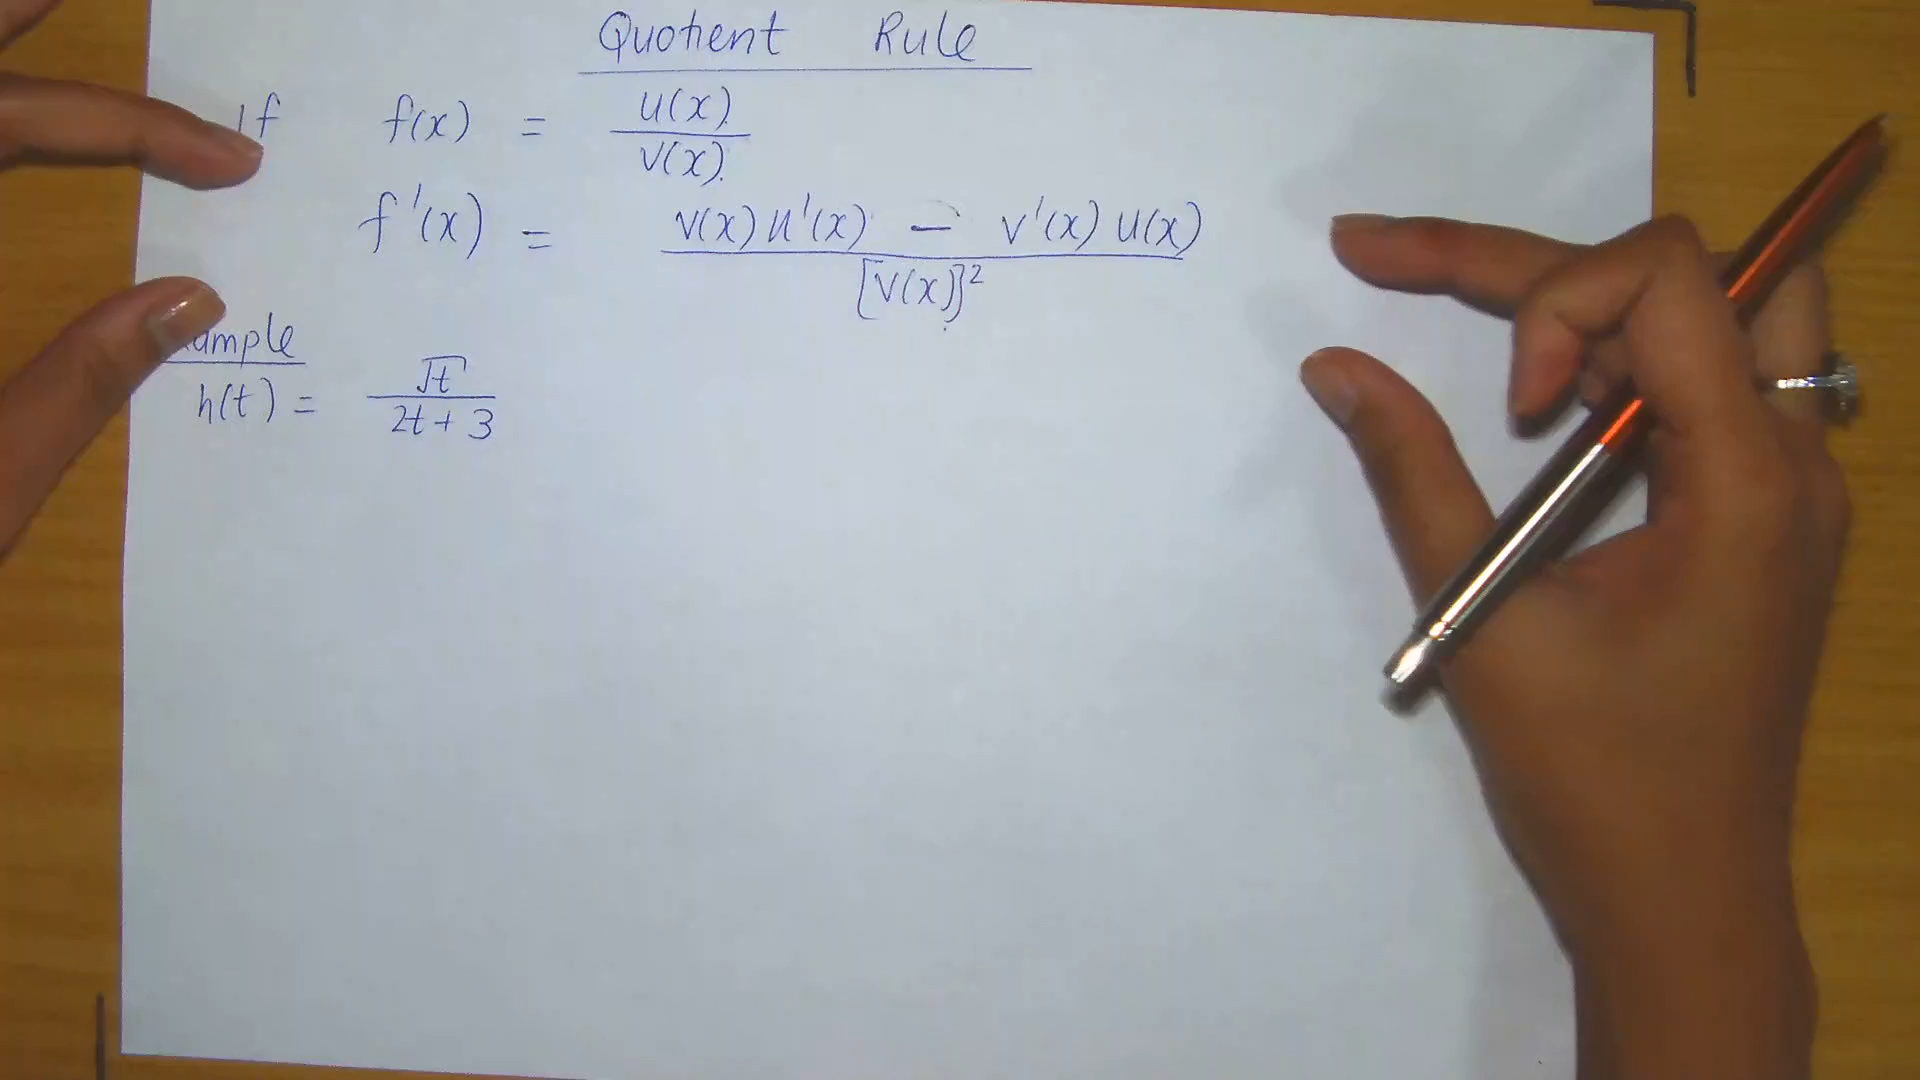 Quotient Rule
If f(x) = u(x) / v(x)
f'(x) = v(x) u'(x) - v'(x) u(x) / [v(x)]²
ample
h(t) = √t / 2t + 3